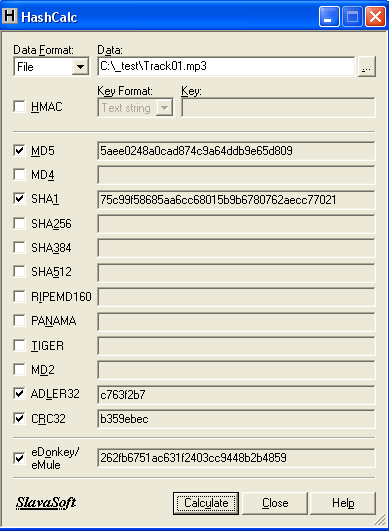 HashCalc
Data Format: Data:
File C:\_test\Track01.mp3 ...
Key Format: Key:
HMAC Text string
MD5 5aee0248a0cad874c9a64ddb9e65d809
MD4
SHA1 75c99f58685aa6cc68015b9b6780762aecc77021
SHA256
SHA384
SHA512
RIPEMD160
PANAMA
TIGER
MD2
ADLER32 c763f2b7
CRC32 b359ebec
eDonkey/
eMule 262fb6751ac631f2403cc9448b2b4859
SlavaSoft Calculate Close Help